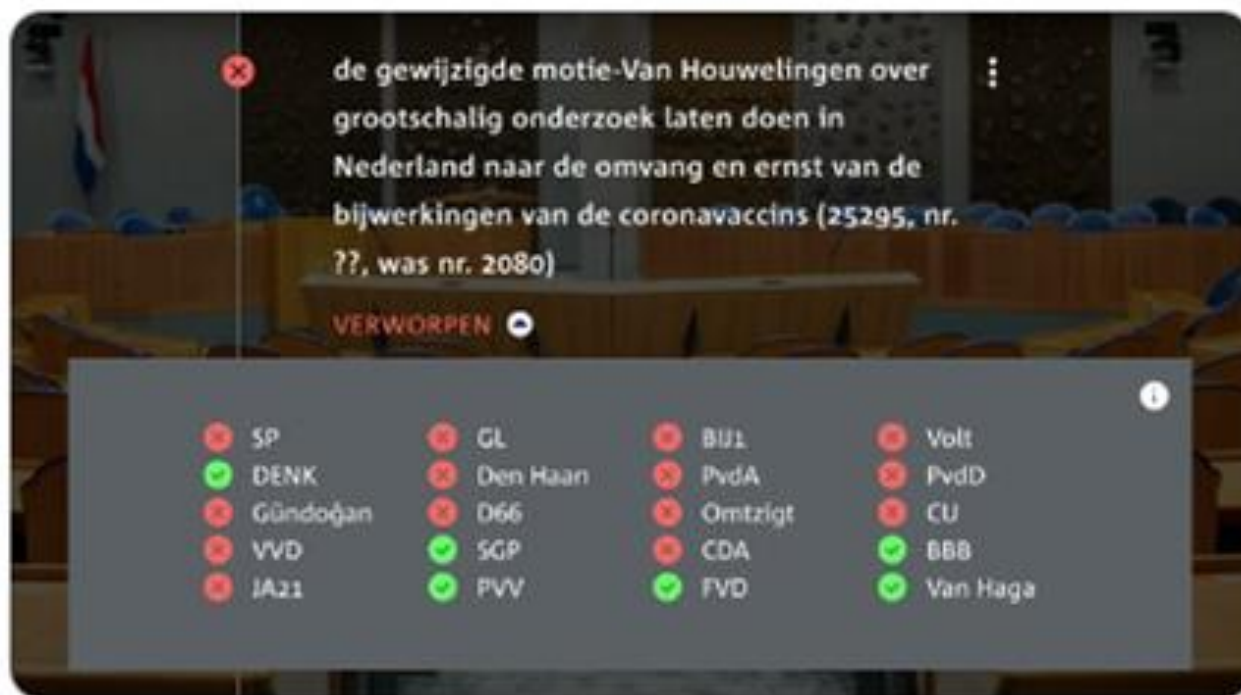 de gewijzigde motie-Van Houwelingen over
grootschalig onderzoek laten doen in
Nederland naar de omvang en ernst van de
bijwerkingen van de coronavaccins (25295, nr.
??, was nr. 2080)
VERWORPEN
SP GL BIJ1 Volt
DENK Den Haan PvdA PvdD
Gündoğan D66 Omtzigt CU
VVD SGP CDA BBB
JA21 PVV FVD Van Haga